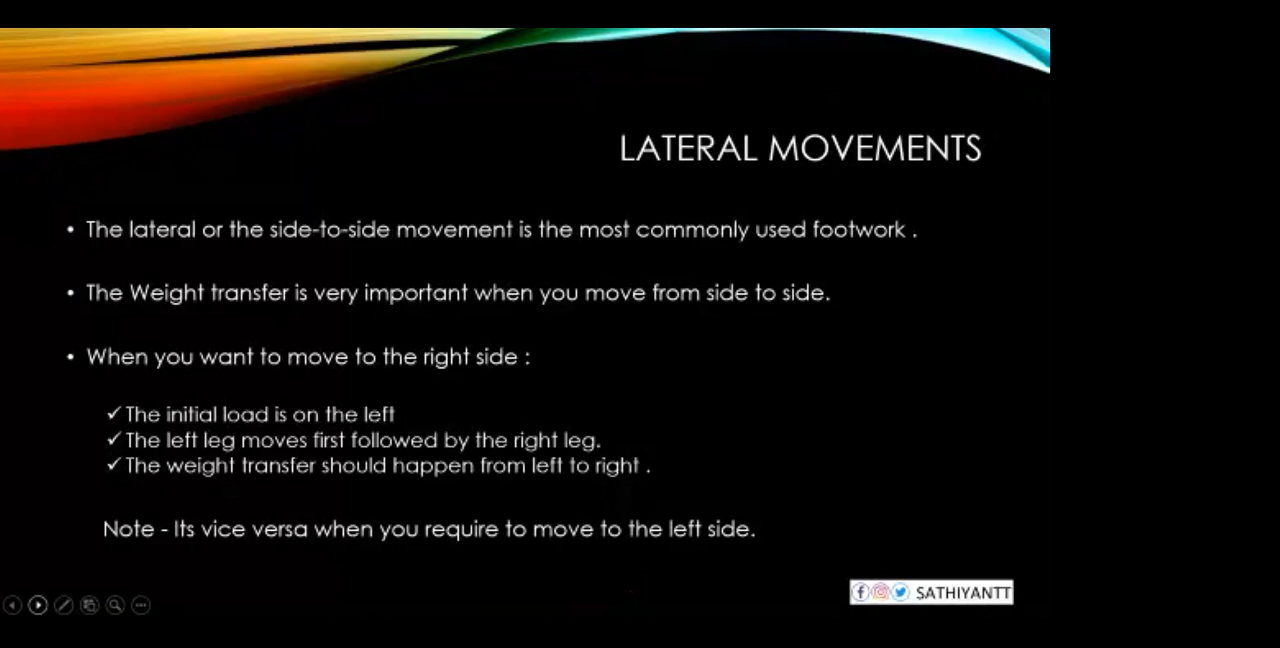 LATERAL MOVEMENTS
• The lateral or the side-to-side movement is the most commonly used footwork .
• The Weight transfer is very important when you move from side to side.
• When you want to move to the right side :
✓ The initial load is on the left
✓ The left leg moves first followed by the right leg.
✓ The weight transfer should happen from left to right .
Note - Its vice versa when you require to move to the left side.
SATHIYANTT